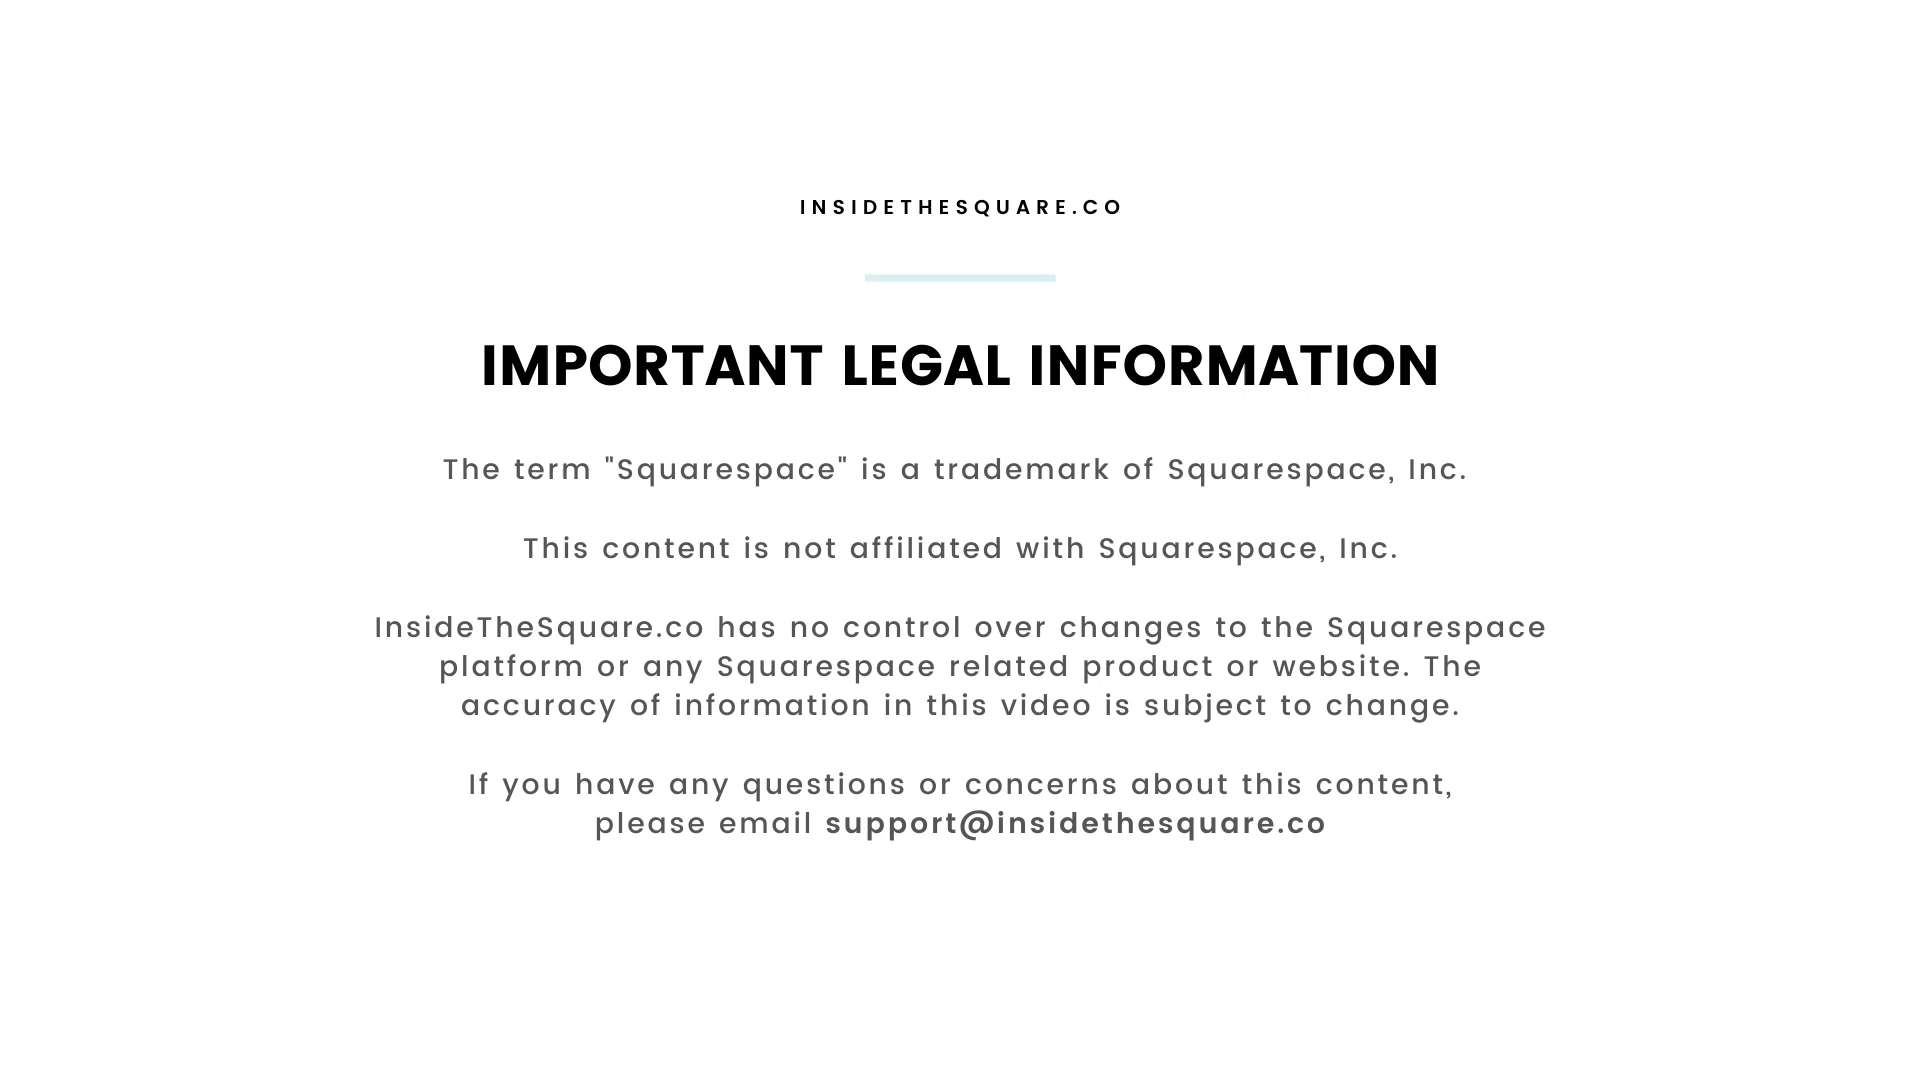 INSIDETHESQUARE.CO
IMPORTANT LEGAL INFORMATION
The term "Squarespace" is a trademark of Squarespace, Inc.
This content is not affiliated with Squarespace, Inc.
InsideTheSquare.co has no control over changes to the Squarespace
platform or any Squarespace related product or website. The
accuracy of information in this video is subject to change.
If you have any questions or concerns about this content,
please email support@insidethesquare.co